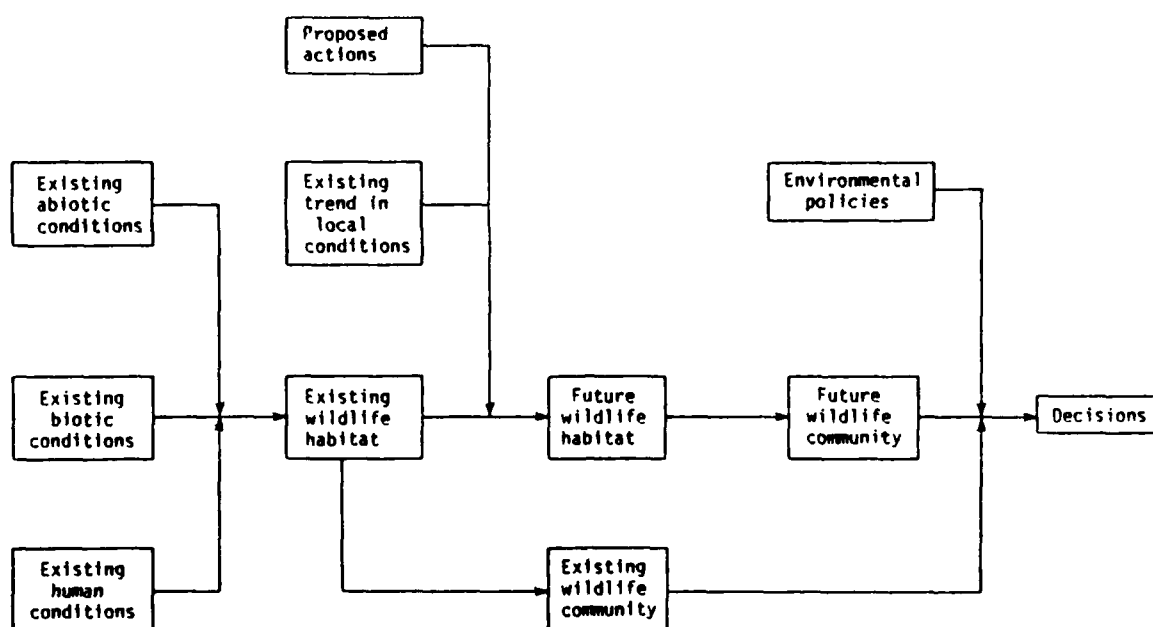 Proposed
actions
Existing
abiotic
conditions
Existing
trend in
local
conditions
Environmental
policies
Existing
biotic
conditions
Existing
wildlife
habitat
Future
wildlife
habitat
Future
wildlife
community
Decisions
Existing
human
conditions
Existing
wildlife
community